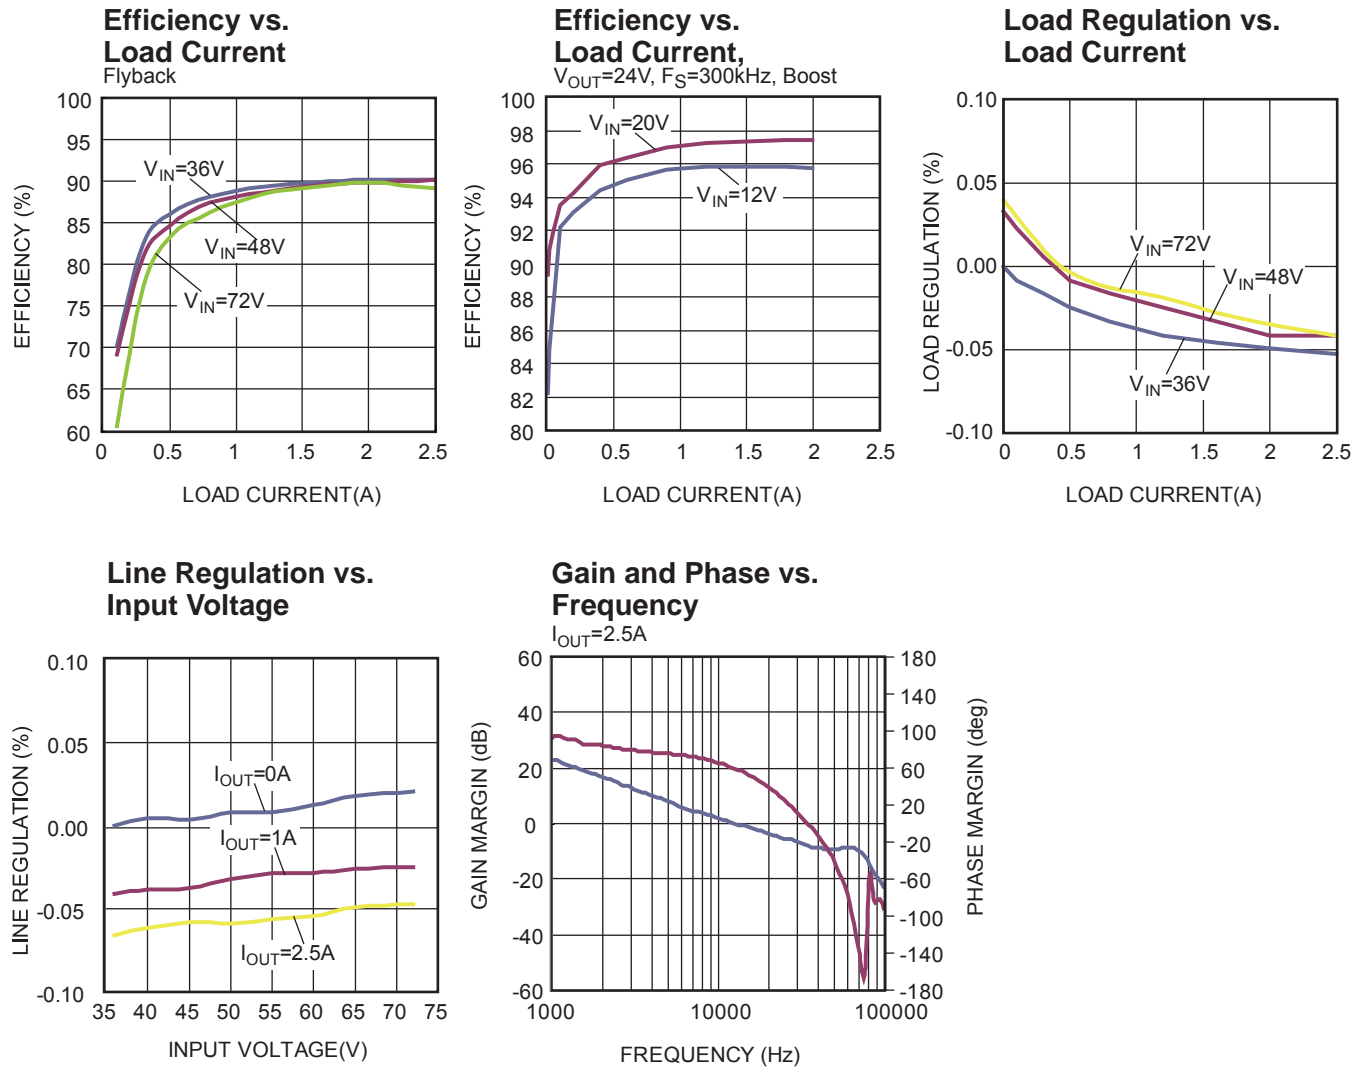 Efficiency vs.
Load Current
Flyback
100
95
90
85
80
75
70
65
60
0
0.5
1
1.5
2
2.5
EFFICIENCY (%)
LOAD CURRENT(A)
VIN=36V
VIN=48V
VIN=72V
Efficiency vs.
Load Current,
VOUT=24V, FS=300kHz, Boost
100
98
96
94
92
90
88
86
84
82
80
0
0.5
1
1.5
2
2.5
EFFICIENCY (%)
LOAD CURRENT(A)
VIN=20V
VIN=12V
Load Regulation vs.
Load Current
0.10
0.05
0.00
-0.05
-0.10
0
0.5
1
1.5
2
2.5
LOAD REGULATION (%)
LOAD CURRENT(A)
VIN=72V
VIN=48V
VIN=36V
Line Regulation vs.
Input Voltage
0.10
0.05
0.00
-0.05
-0.10
35 40 45 50 55 60 65 70 75
LINE REGULATION (%)
INPUT VOLTAGE(V)
IOUT=0A
IOUT=1A
IOUT=2.5A
Gain and Phase vs.
Frequency
IOUT=2.5A
60
40
20
0
-20
-40
-60
180
140
100
60
20
-20
-60
-100
-140
-180
1000
10000
100000
GAIN MARGIN (dB)
PHASE MARGIN (deg)
FREQUENCY (Hz)